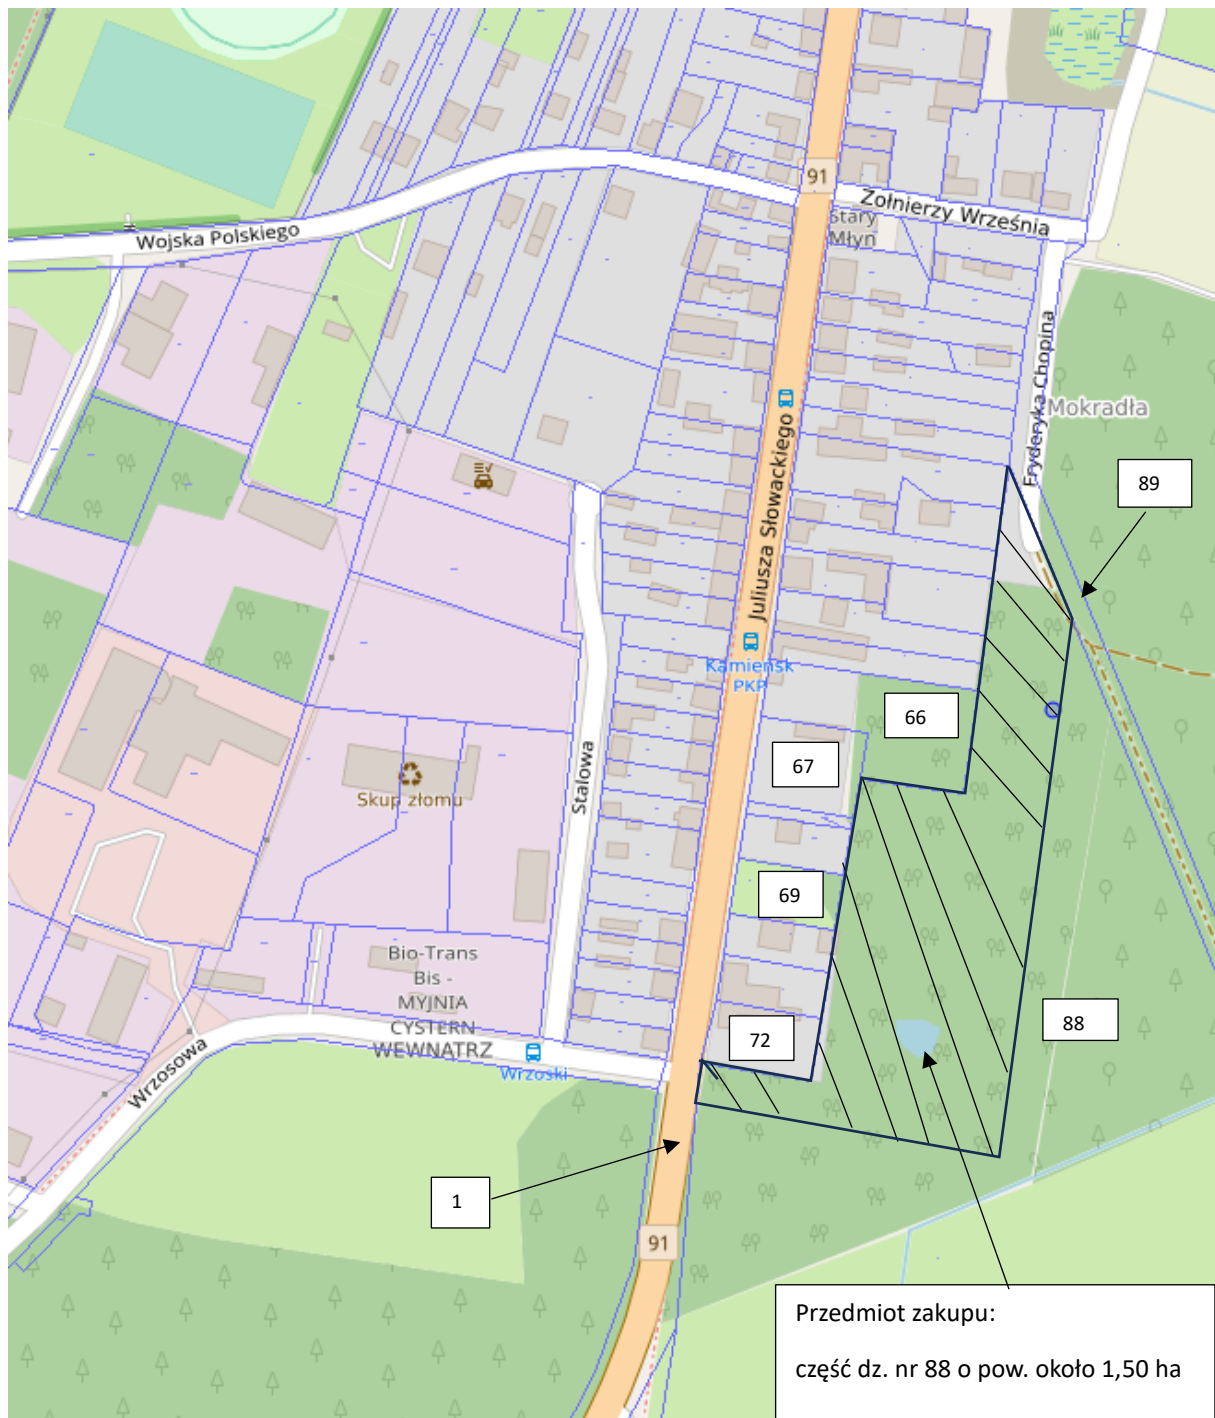 91
Żołnierzy Września
Stary
Młyn
Wojska Polskiego
Fryderyka Chopina
Mokradła
89
Juliusza Słowackiego
Kamieńsk
PKP
66
67
Stalowa
Skup złomu
69
Bio-Trans
Bis -
MYJNIA
CYSTERN
WEWNATRZ
88
72
Wrzoski
Wrzosowa
1
91
Przedmiot zakupu:
część dz. nr 88 o pow. około 1,50 ha